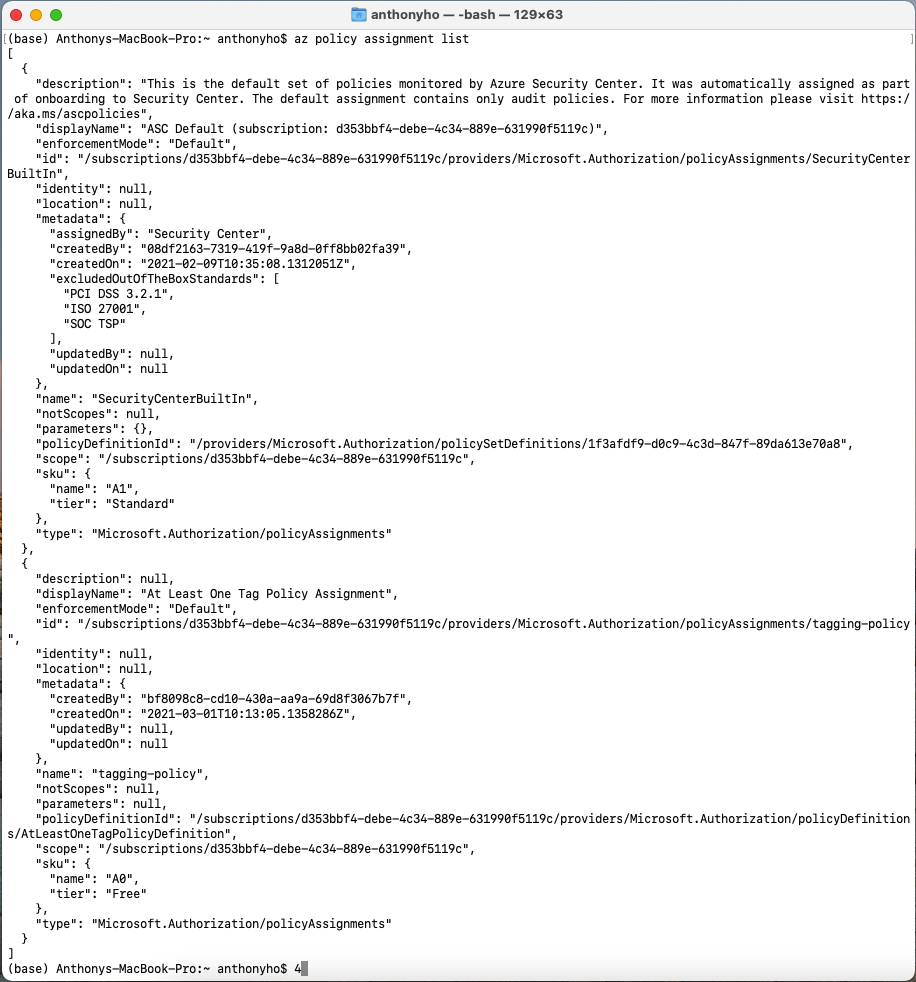 anthonyho — -bash — 129×63
(base) Anthonys-MacBook-Pro:~ anthonyho$ az policy assignment list
[
  {
    "description": "This is the default set of policies monitored by Azure Security Center. It was automatically assigned as part
 of onboarding to Security Center. The default assignment contains only audit policies. For more information please visit https:/
/aka.ms/ascpolicies",
    "displayName": "ASC Default (subscription: d353bbf4-debe-4c34-889e-631990f5119c)",
    "enforcementMode": "Default",
    "id": "/subscriptions/d353bbf4-debe-4c34-889e-631990f5119c/providers/Microsoft.Authorization/policyAssignments/SecurityCenter
BuiltIn",
    "identity": null,
    "location": null,
    "metadata": {
      "assignedBy": "Security Center",
      "createdBy": "08df2163-7319-419f-9a8d-0ff8bb02fa39",
      "createdOn": "2021-02-09T10:35:08.1312051Z",
      "excludedOutOfTheBoxStandards": [
        "PCI DSS 3.2.1",
        "ISO 27001",
        "SOC TSP"
      ],
      "updatedBy": null,
      "updatedOn": null
    },
    "name": "SecurityCenterBuiltIn",
    "notScopes": null,
    "parameters": {},
    "policyDefinitionId": "/providers/Microsoft.Authorization/policySetDefinitions/1f3afdf9-d0c9-4c3d-847f-89da613e70a8",
    "scope": "/subscriptions/d353bbf4-debe-4c34-889e-631990f5119c",
    "sku": {
      "name": "A1",
      "tier": "Standard"
    },
    "type": "Microsoft.Authorization/policyAssignments"
  },
  {
    "description": null,
    "displayName": "At Least One Tag Policy Assignment",
    "enforcementMode": "Default",
    "id": "/subscriptions/d353bbf4-debe-4c34-889e-631990f5119c/providers/Microsoft.Authorization/policyAssignments/tagging-policy
",
    "identity": null,
    "location": null,
    "metadata": {
      "createdBy": "bf8098c8-cd10-430a-aa9a-69d8f3067b7f",
      "createdOn": "2021-03-01T10:13:05.1358286Z",
      "updatedBy": null,
      "updatedOn": null
    },
    "name": "tagging-policy",
    "notScopes": null,
    "parameters": null,
    "policyDefinitionId": "/subscriptions/d353bbf4-debe-4c34-889e-631990f5119c/providers/Microsoft.Authorization/policyDefinition
s/AtLeastOneTagPolicyDefinition",
    "scope": "/subscriptions/d353bbf4-debe-4c34-889e-631990f5119c",
    "sku": {
      "name": "A0",
      "tier": "Free"
    },
    "type": "Microsoft.Authorization/policyAssignments"
  }
]
(base) Anthonys-MacBook-Pro:~ anthonyho$ 4